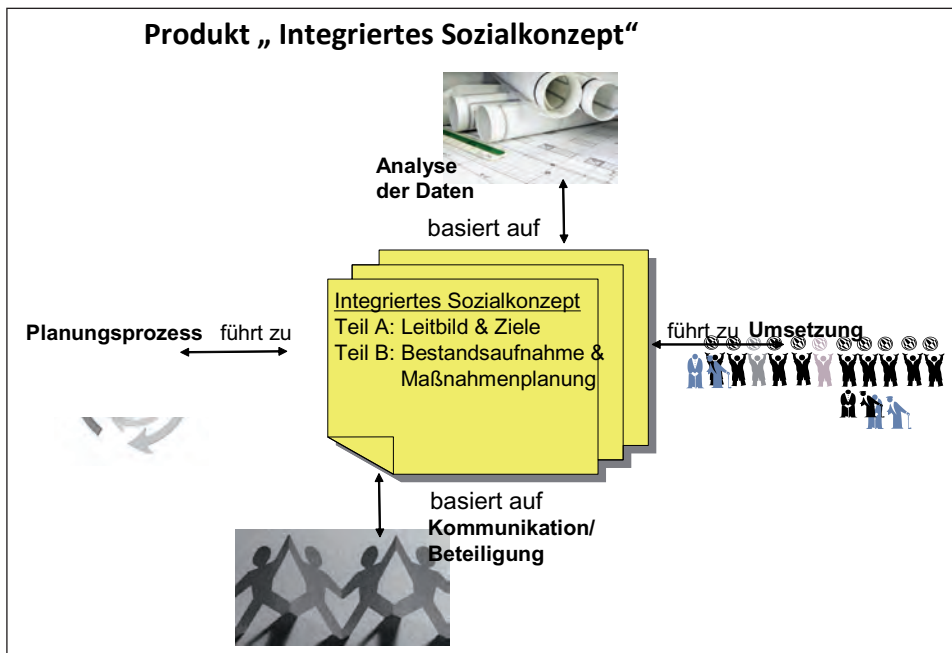 Produkt „ Integriertes Sozialkonzept“
Analyse
der Daten
basiert auf
Integriertes Sozialkonzept
Teil A: Leitbild & Ziele
Teil B: Bestandsaufnahme &
Maßnahmenplanung
Planungsprozess führt zu
führt zu Umsetzung
basiert auf
Kommunikation/
Beteiligung